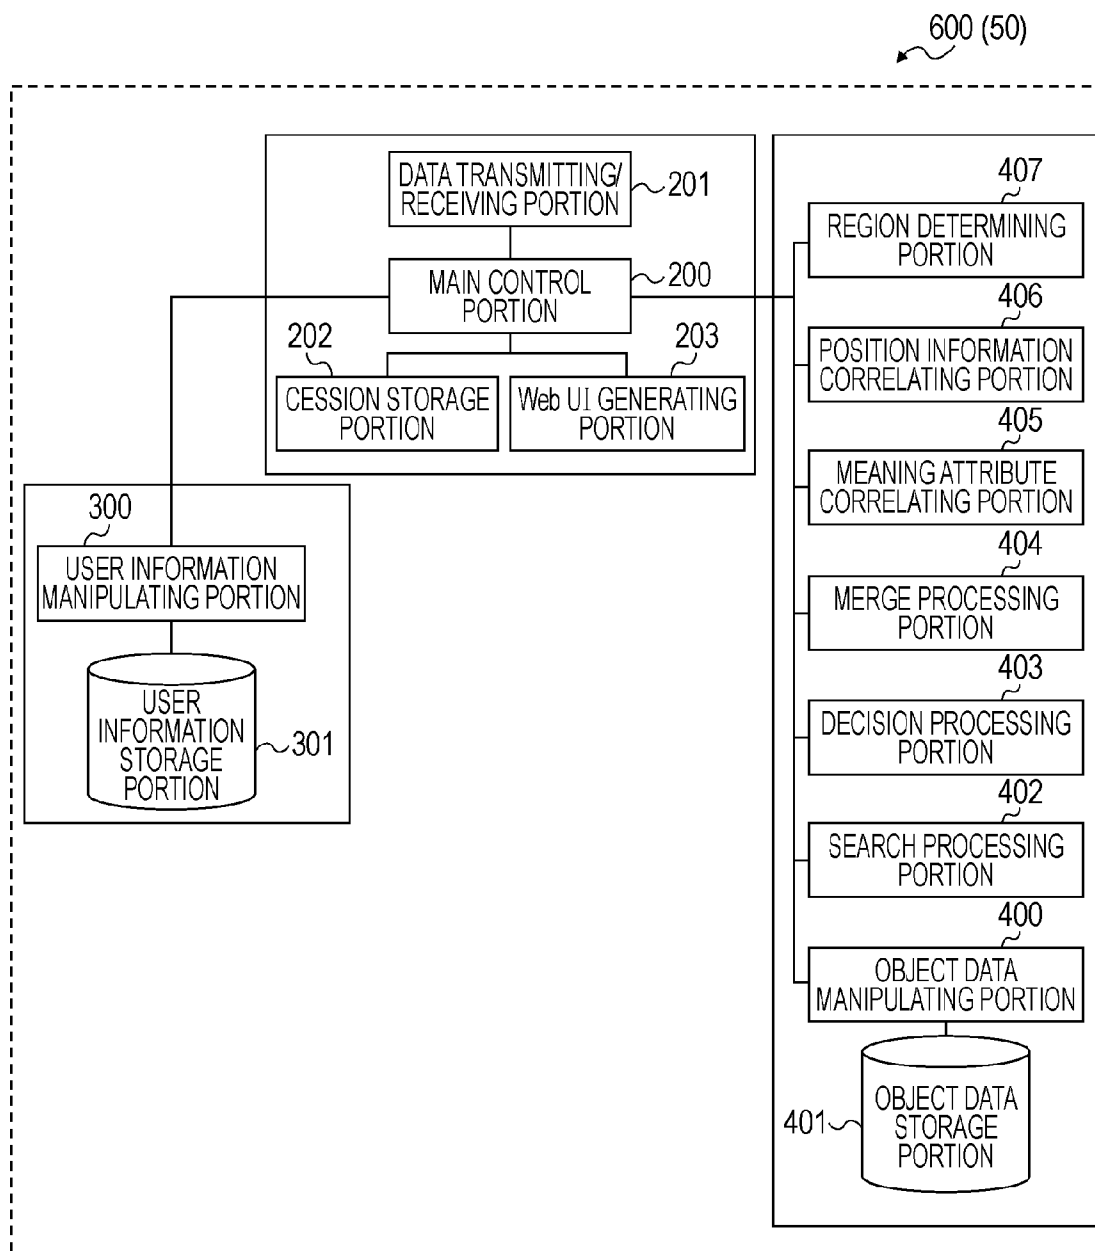 600 (50)
DATA TRANSMITTING/
RECEIVING PORTION
201
MAIN CONTROL
PORTION
200
202
CESSION STORAGE
PORTION
203
Web UI GENERATING
PORTION
300
USER INFORMATION
MANIPULATING PORTION
USER
INFORMATION
STORAGE
PORTION
301
407
REGION DETERMINING
PORTION
406
POSITION INFORMATION
CORRELATING PORTION
405
MEANING ATTRIBUTE
CORRELATING PORTION
404
MERGE PROCESSING
PORTION
403
DECISION PROCESSING
PORTION
402
SEARCH PROCESSING
PORTION
400
OBJECT DATA
MANIPULATING PORTION
401
OBJECT DATA
STORAGE
PORTION